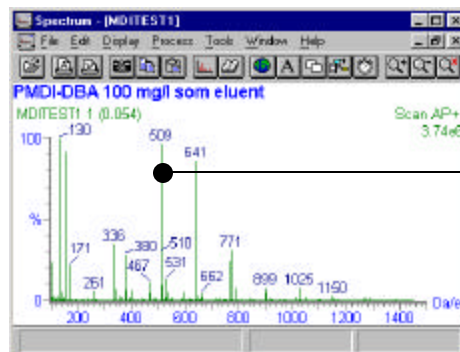 Spectrum - [MDITEST1]
File Edit Display Process Tools Window Help
PMDI-DBA 100 mg/l som eluent
MDITEST1 1 (0.054)
Scan AP+
3.74e6
100
130
509
641
%
171
336
380
510
771
467
531
261
662
899
1025
1150
0
Da/e
200 400 600 800 1000 1200 1400